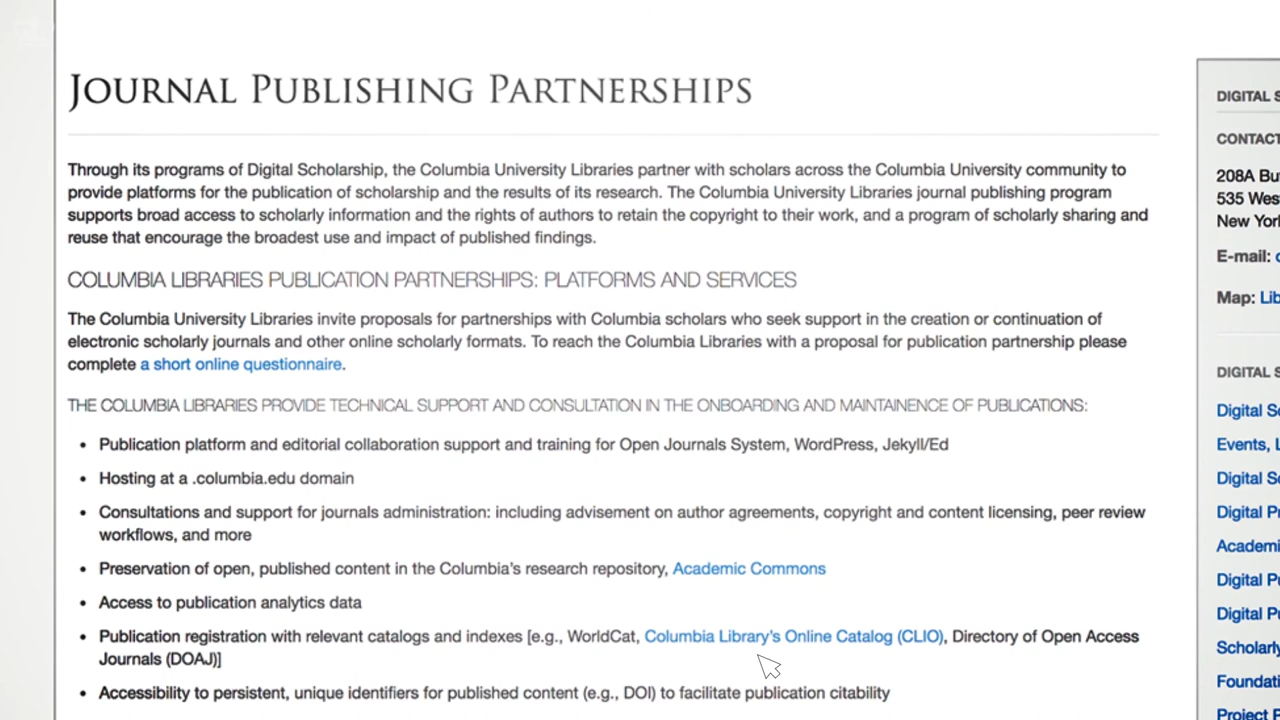 JOURNAL PUBLISHING PARTNERSHIPS
Through its programs of Digital Scholarship, the Columbia University Libraries partner with scholars across the Columbia University community to
provide platforms for the publication of scholarship and the results of its research. The Columbia University Libraries journal publishing program
supports broad access to scholarly information and the rights of authors to retain the copyright to their work, and a program of scholarly sharing and
reuse that encourage the broadest use and impact of published findings.
COLUMBIA LIBRARIES PUBLICATION PARTNERSHIPS: PLATFORMS AND SERVICES
The Columbia University Libraries invite proposals for partnerships with Columbia scholars who seek support in the creation or continuation of
electronic scholarly journals and other online scholarly formats. To reach the Columbia Libraries with a proposal for publication partnership please
complete a short online questionnaire.
THE COLUMBIA LIBRARIES PROVIDE TECHNICAL SUPPORT AND CONSULTATION IN THE ONBOARDING AND MAINTAINENCE OF PUBLICATIONS:
• Publication platform and editorial collaboration support and training for Open Journals System, WordPress, Jekyll/Ed
• Hosting at a .columbia.edu domain
• Consultations and support for journals administration: including advisement on author agreements, copyright and content licensing, peer review
workflows, and more
• Preservation of open, published content in the Columbia's research repository, Academic Commons
• Access to publication analytics data
• Publication registration with relevant catalogs and indexes [e.g., WorldCat, Columbia Library's Online Catalog (CLIO), Directory of Open Access
Journals (DOAJ)]
• Accessibility to persistent, unique identifiers for published content (e.g., DOI) to facilitate publication citability
DIGITAL
CONTACT
208A
535
New
E-mail:
Map:
DIGITAL
Digital
Events,
Digital
Digital
Digital
Digital
Project